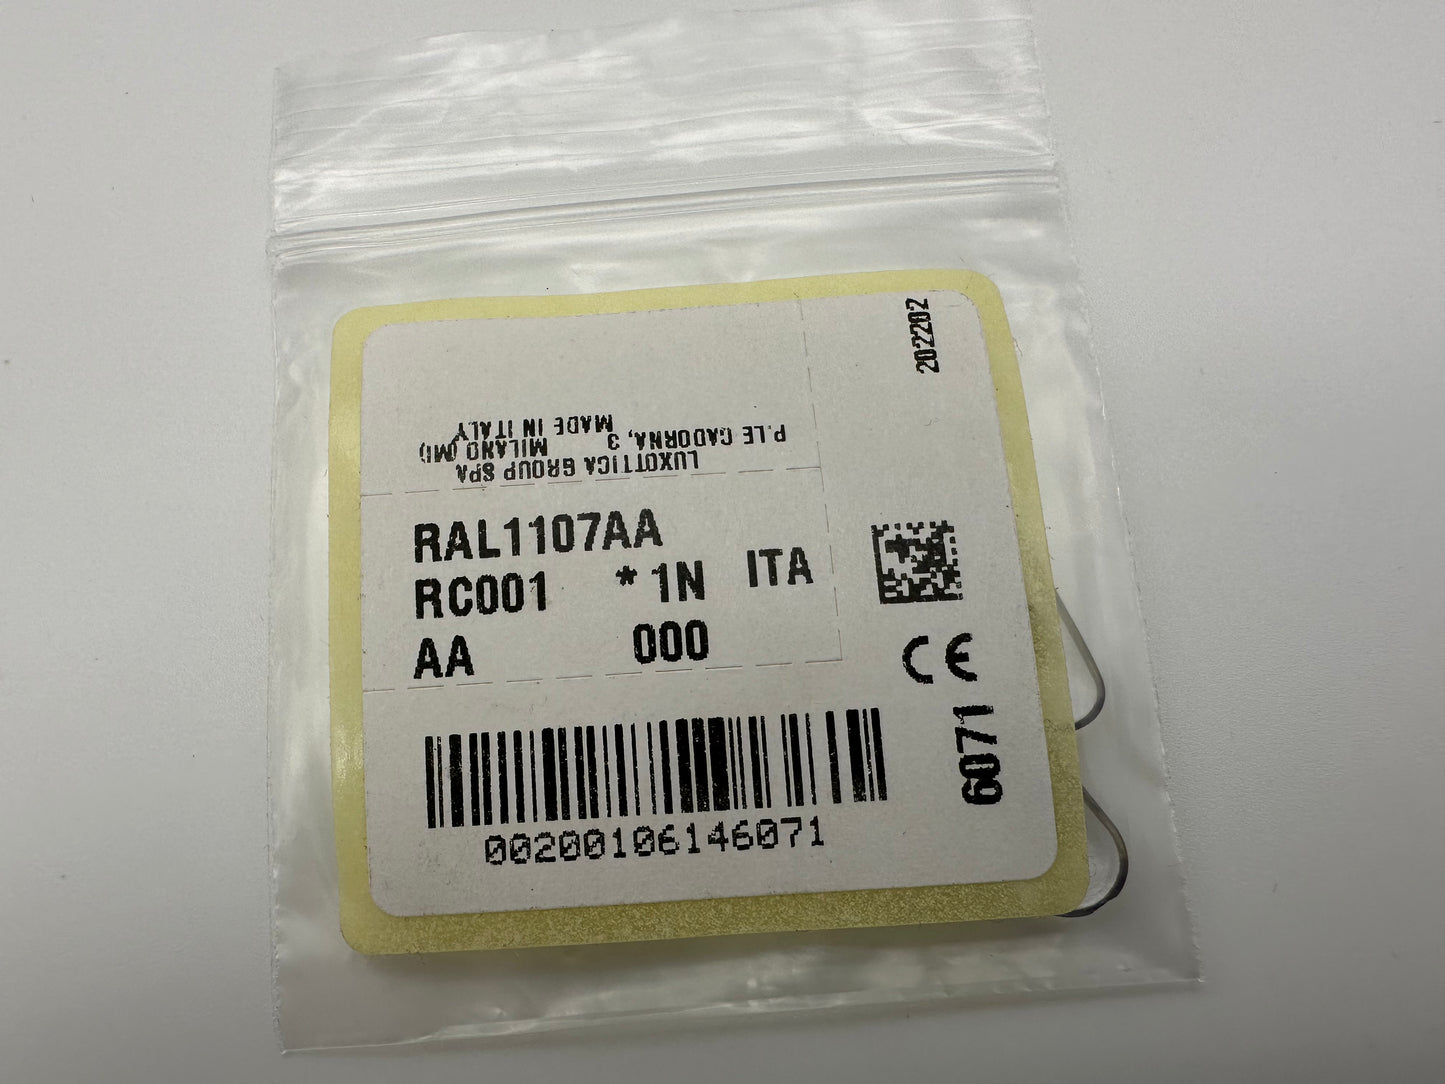 202202
LUXOTTICA GROUP SPA
P.LE CADORNA, 3 MILANO (MI)
MADE IN ITALY
RAL1107AA
RC001 * 1N ITA
AA 000
CE
6071
00200106146071